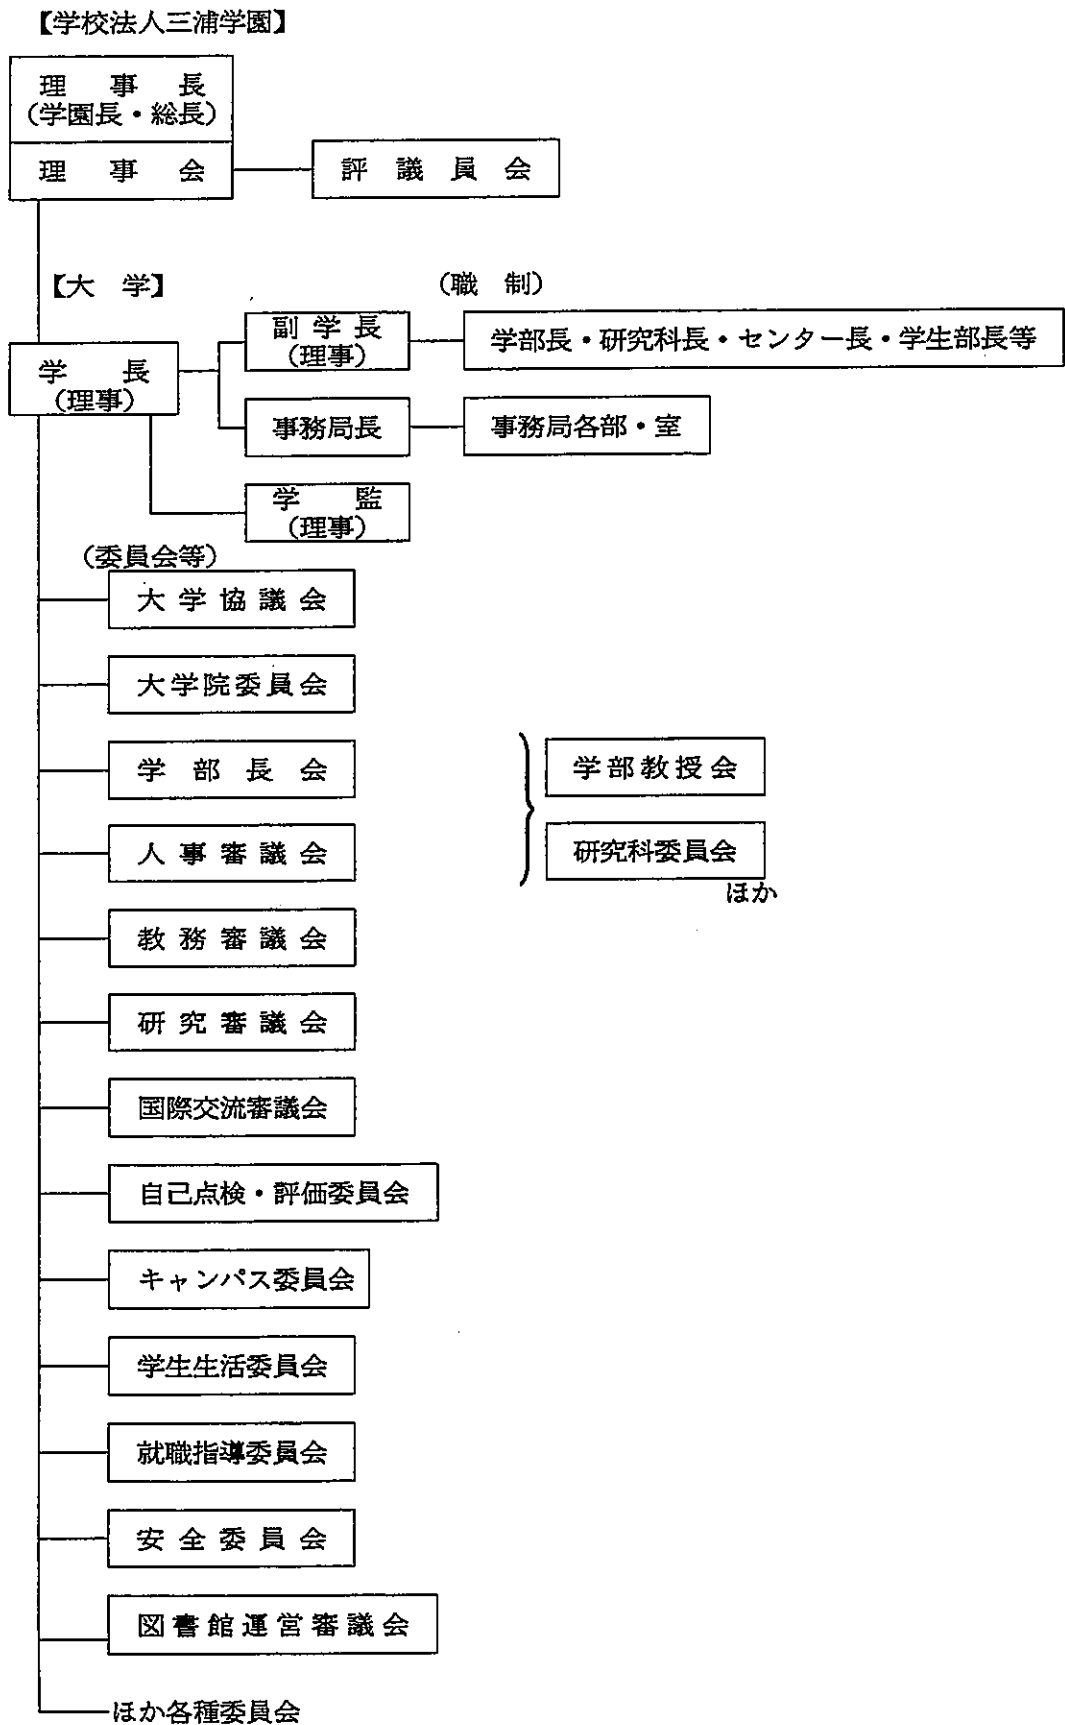 【学校法人三浦学園】
理事長
(学園長・総長)
理事会
評議員会
【大学】
(職制)
副学長
(理事)
学部長・研究科長・センター長・学生部長等
学長
(理事)
事務局長
事務局各部・室
学監
(理事)
(委員会等)
大学協議会
大学院委員会
学部長会
学部教授会
人事審議会
研究科委員会
ほか
教務審議会
研究審議会
国際交流審議会
自己点検・評価委員会
キャンパス委員会
学生生活委員会
就職指導委員会
安全委員会
図書館運営審議会
ほか各種委員会